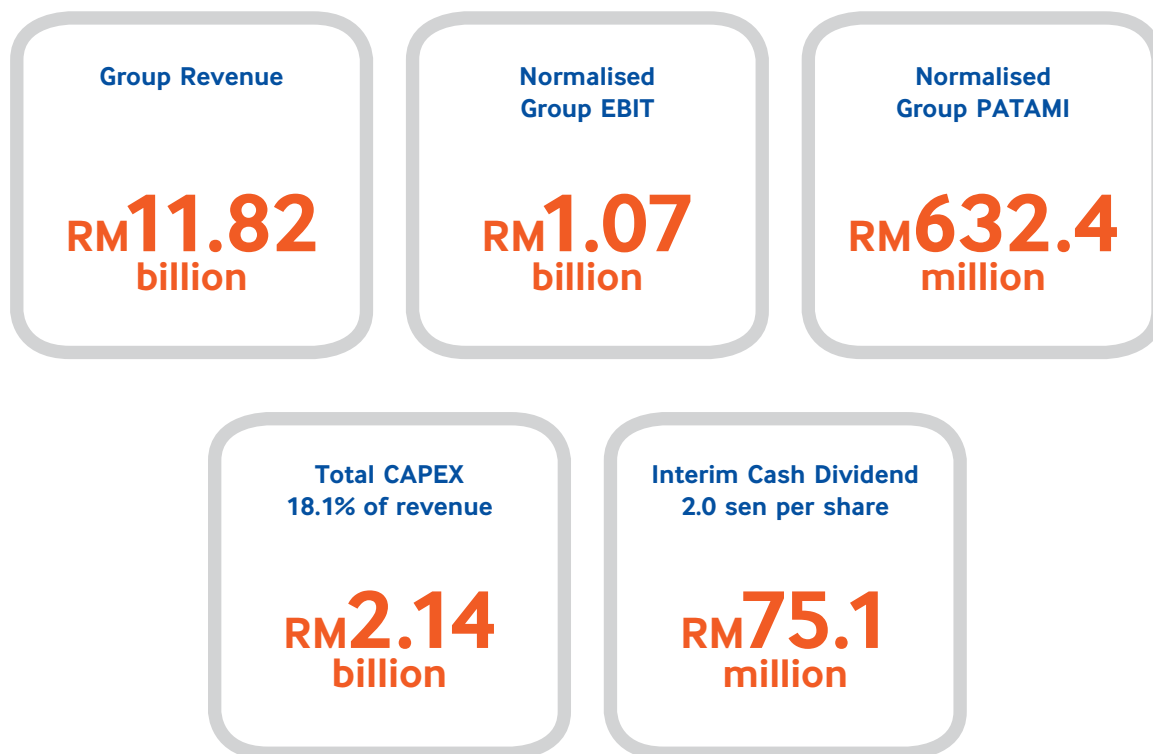 Group Revenue
RM11.82
billion
Normalised
Group EBIT
RM1.07
billion
Normalised
Group PATAMI
RM632.4
million
Total CAPEX
18.1% of revenue
RM2.14
billion
Interim Cash Dividend
2.0 sen per share
RM75.1
million